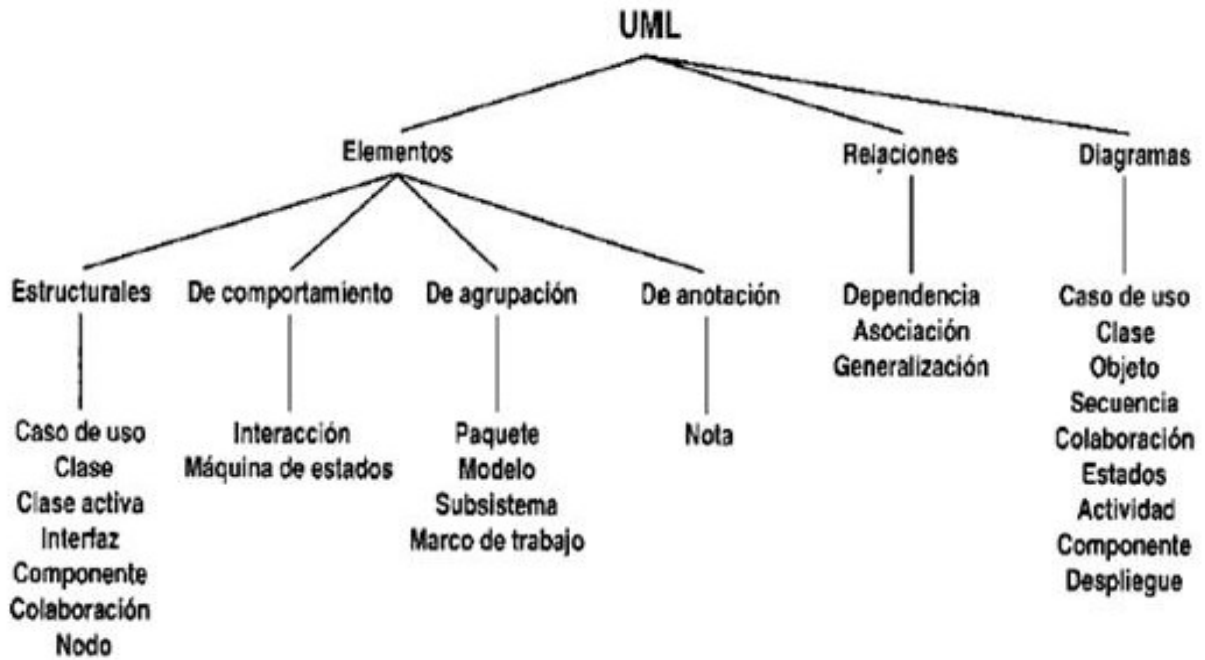 UML
Elementos
Relaciones
Diagramas
Estructurales
De comportamiento
De agrupación
De anotación
Dependencia
Asociación
Generalización
Caso de uso
Clase
Objeto
Secuencia
Colaboración
Estados
Actividad
Componente
Despliegue
Caso de uso
Clase
Clase activa
Interfaz
Componente
Colaboración
Nodo
Interacción
Máquina de estados
Paquete
Modelo
Subsistema
Marco de trabajo
Nota